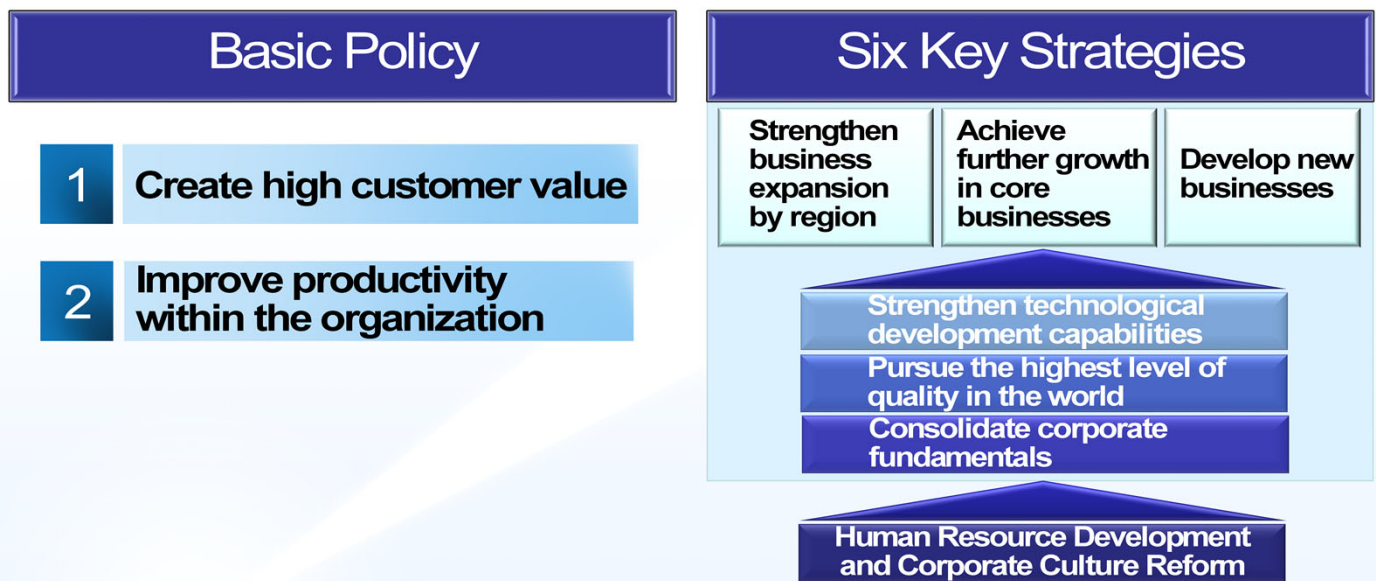 Basic Policy
1
Create high customer value
2
Improve productivity
within the organization
Six Key Strategies
Strengthen
business
expansion
by region
Achieve
further growth
in core
businesses
Develop new
businesses
Strengthen technological
development capabilities
Pursue the highest level of
quality in the world
Consolidate corporate
fundamentals
Human Resource Development
and Corporate Culture Reform